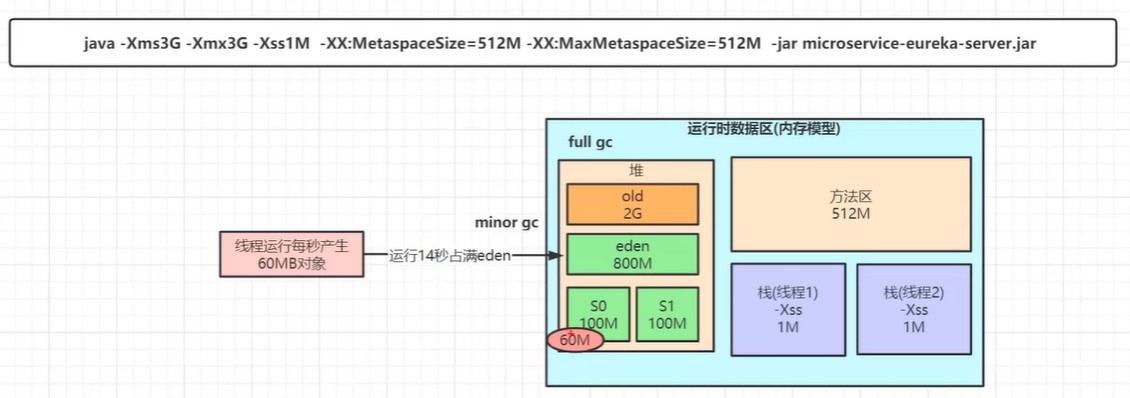 java -Xms3G -Xmx3G -Xss1M  -XX:MetaspaceSize=512M -XX:MaxMetaspaceSize=512M  -jar microservice-eureka-server.jar
运行时数据区(内存模型)
full gc
堆
old
2G
minor gc
线程运行每秒产生
60MB对象
运行14秒占满eden
eden
800M
S0
100M
S1
100M
60M
方法区
512M
栈(线程1)
-Xss
1M
栈(线程2)
-Xss
1M